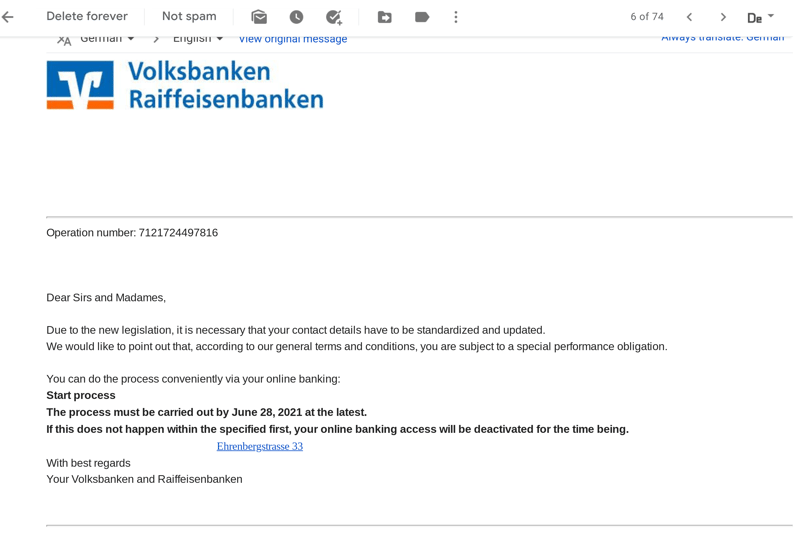 Delete forever Not spam 6 of 74 De
German English View original message Always translate: German
Volksbanken
Raiffeisenbanken
Operation number: 7121724497816
Dear Sirs and Madames,
Due to the new legislation, it is necessary that your contact details have to be standardized and updated.
We would like to point out that, according to our general terms and conditions, you are subject to a special performance obligation.
You can do the process conveniently via your online banking:
Start process
The process must be carried out by June 28, 2021 at the latest.
If this does not happen within the specified first, your online banking access will be deactivated for the time being.
Ehrenbergstrasse 33
With best regards
Your Volksbanken and Raiffeisenbanken